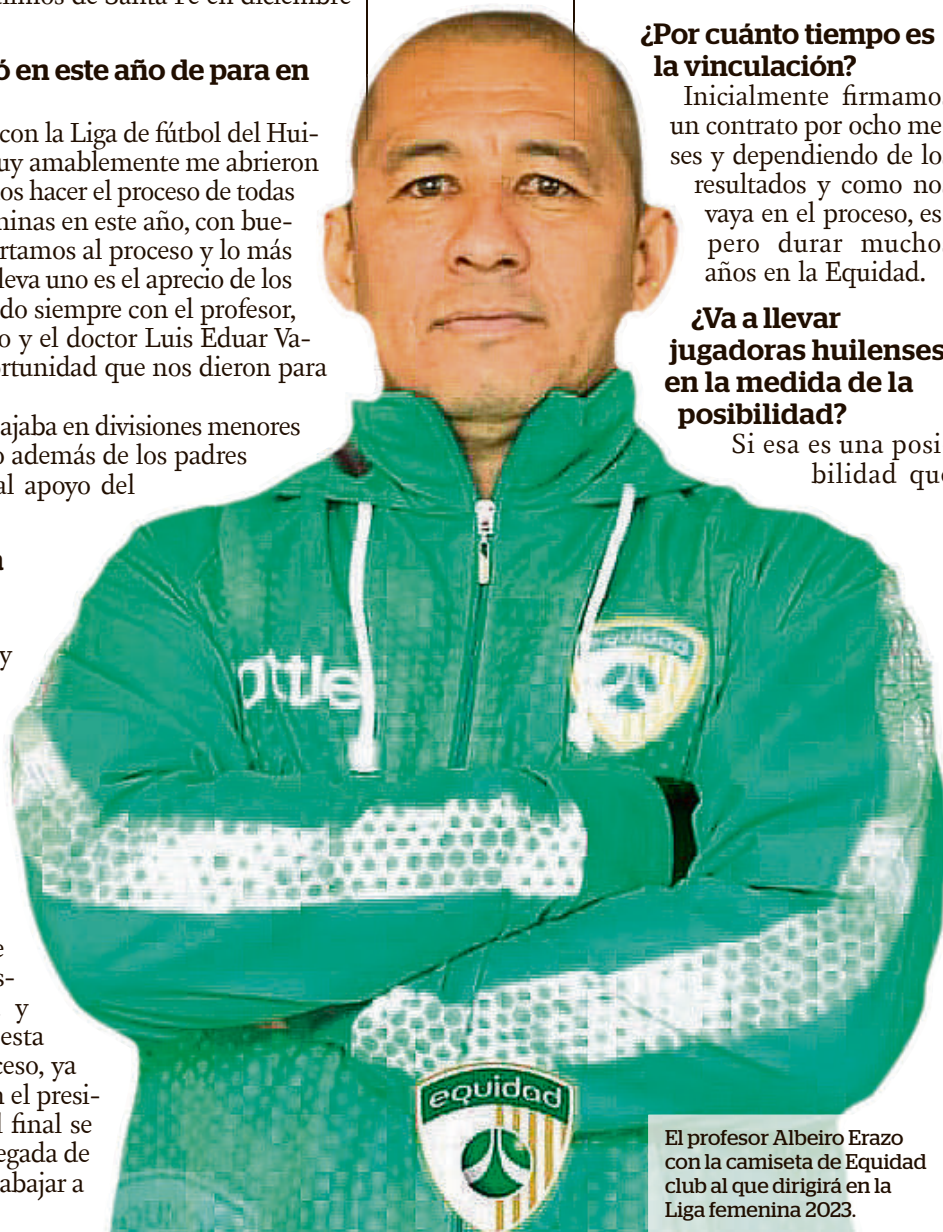 ó en este año de para en
con la Liga de fútbol del Hui-
uy amablemente me abrieron
os hacer el proceso de todas
ninas en este año, con bue-
rtamos al proceso y lo más
leva uno es el aprecio de los
do siempre con el profesor,
o y el doctor Luis Eduar Va-
ortunidad que nos dieron para
ajaba en divisiones menores
o además de los padres
al apoyo del
a
y
e
s-
y
esta
ceso, ya
n el presi-
l final se
egada de
abajar a
¿Por cuánto tiempo es
la vinculación?
Inicialmente firmamo
un contrato por ocho me
ses y dependiendo de lo
resultados y como no
vaya en el proceso, es
pero durar mucho
años en la Equidad.
¿Va a llevar
jugadoras huilenses
en la medida de la
posibilidad?
Si esa es una posi
bilidad que
ottle
equidad
equidad
El profesor Albeiro Erazo
con la camiseta de Equidad
club al que dirigirá en la
Liga femenina 2023.